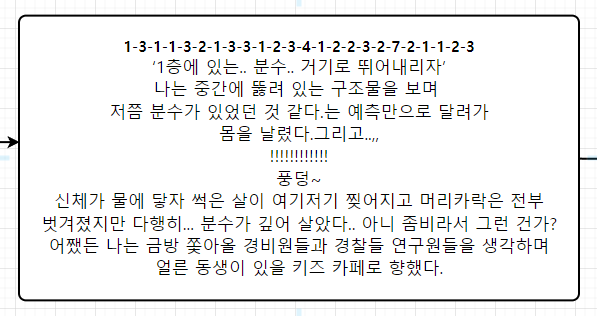 1-3-1-1-3-2-1-3-3-1-2-3-4-1-2-2-3-2-7-2-1-1-2-3
‘1층에 있는.. 분수.. 거기로 뛰어내리자’
나는 중간에 뚫려 있는 구조물을 보며
저쯤 분수가 있었던 것 같다.는 예측만으로 달려가
몸을 날렸다.그리고..,,
!!!!!!!!!!!!
풍덩~
신체가 물에 닿자 썩은 살이 여기저기 찢어지고 머리카락은 전부
벗겨졌지만 다행히... 분수가 깊어 살았다.. 아니 좀비라서 그런 건가?
어쨌든 나는 금방 쫓아올 경비원들과 경찰들 연구원들을 생각하며
얼른 동생이 있을 키즈 카페로 향했다.